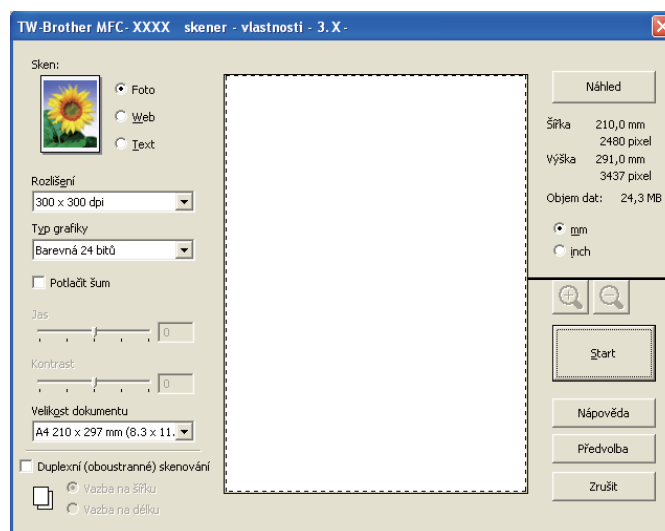 TW-Brother MFC- XXXX skener - vlastnosti - 3. X -
Sken:
Foto
Web
Text
Rozlišení
300 x 300 dpi
Typ grafiky
Barevná 24 bitů
Potlačit šum
Jas
0
Kontrast
0
Velikost dokumentu
A4 210 x 297 mm (8.3 x 11.
Duplexní (oboustranné) skenování
Vazba na šířku
Vazba na délku
Náhled
Šířka 210,0 mm
2480 pixel
Výška 291,0 mm
3437 pixel
Objem dat: 24,3 MB
mm
inch
Start
Nápověda
Předvolba
Zrušit